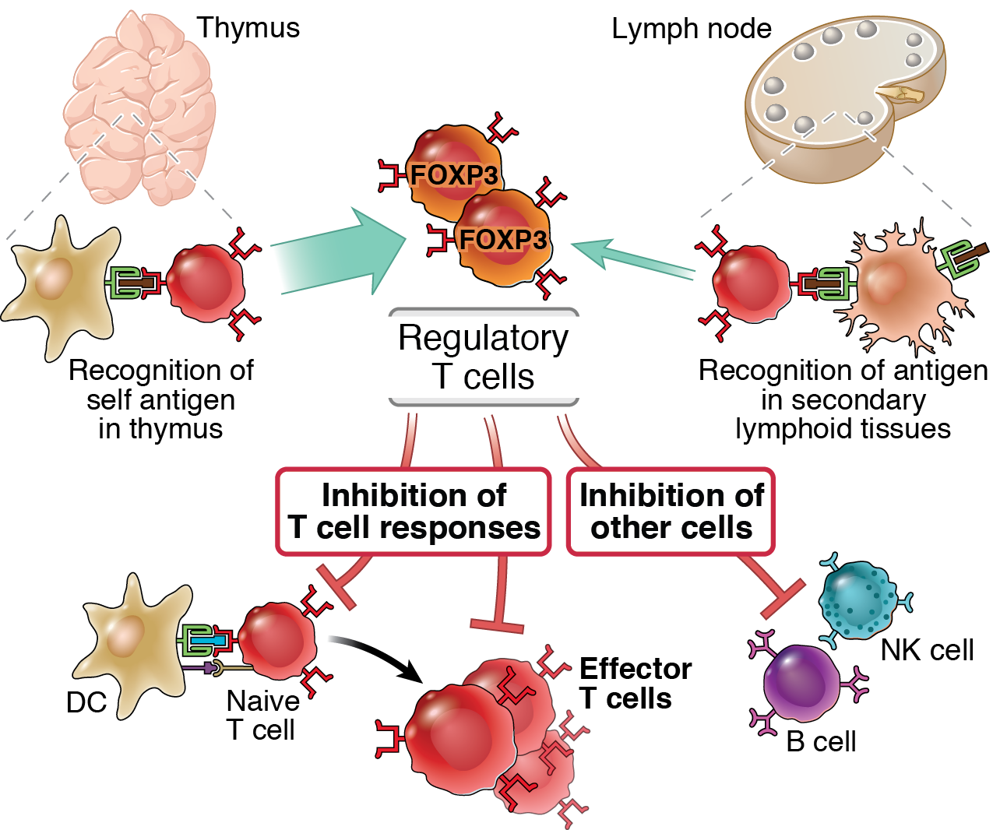 Thymus
Lymph node
FOXP3
FOXP3
Regulatory
T cells
Recognition of
self antigen
in thymus
Recognition of antigen
in secondary
lymphoid tissues
Inhibition of
T cell responses
Inhibition of
other cells
DC
Naive
T cell
Effector
T cells
NK cell
B cell